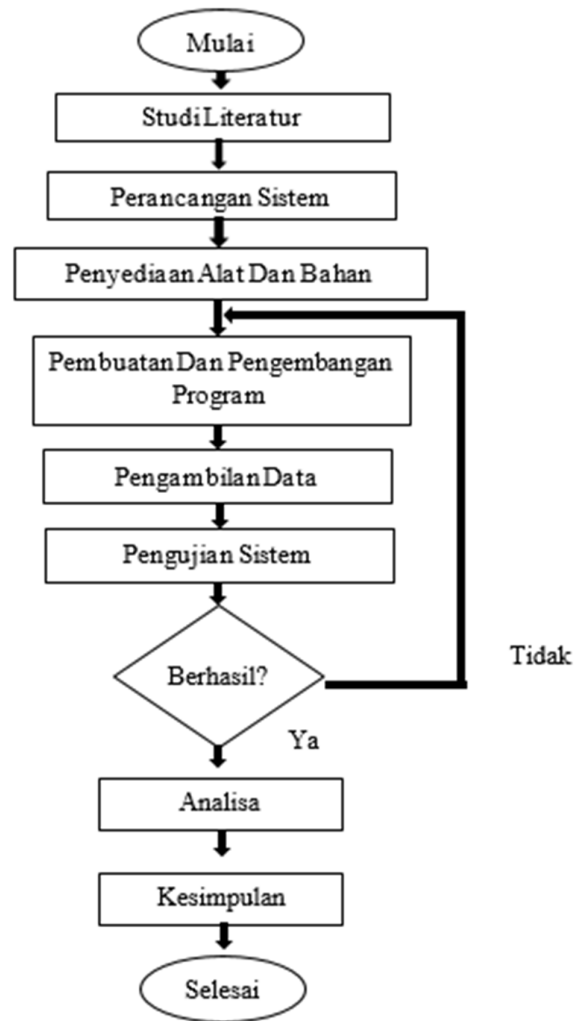 Mulai
Studi Literatur
Perancangan Sistem
Penyediaan Alat Dan Bahan
Pembuatan Dan Pengembangan
Program
Pengambilan Data
Pengujian Sistem
Berhasil?
Tidak
Ya
Analisa
Kesimpulan
Selesai